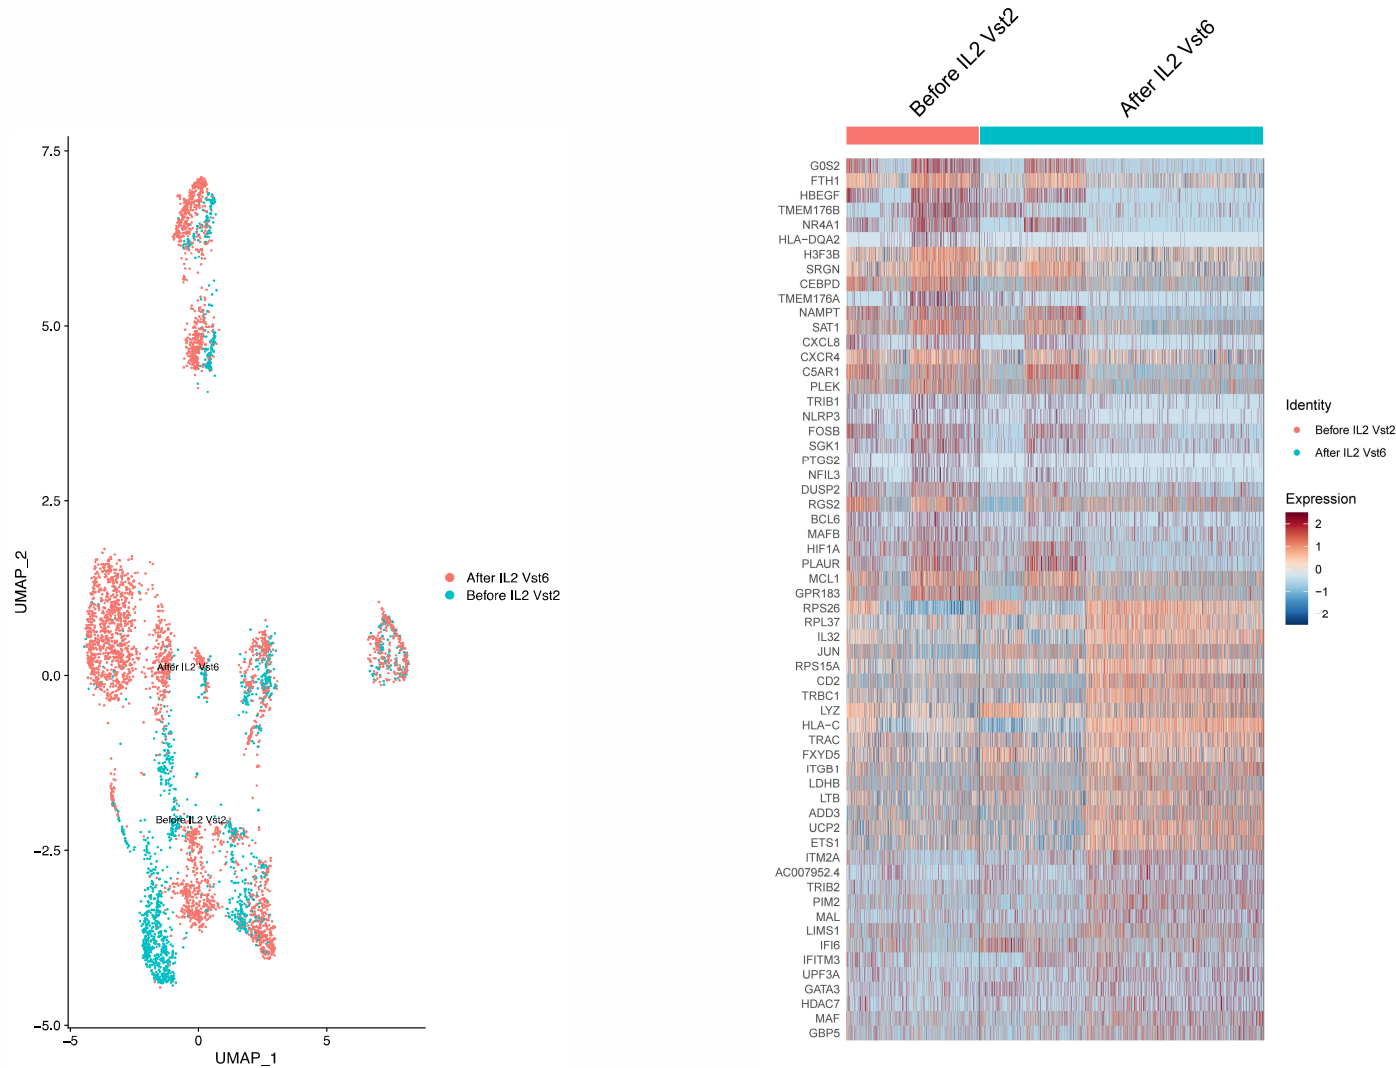 7.5
5.0
2.5
0.0
−2.5
−5.0
−5
0
5
UMAP_2
UMAP_1
After IL2 Vst6
Before IL2 Vst2
After IL2 Vst6
Before IL2 Vst2
Before IL2 Vst2
After IL2 Vst6
G0S2
FTH1
HBEGF
TMEM176B
NR4A1
HLA−DQA2
H3F3B
SRGN
CEBPD
TMEM176A
NAMPT
SAT1
CXCL8
CXCR4
C5AR1
PLEK
TRIB1
NLRP3
FOSB
SGK1
PTGS2
NFIL3
DUSP2
RGS2
BCL6
MAFB
HIF1A
PLAUR
MCL1
GPR183
RPS26
RPL37
IL32
JUN
RPS15A
CD2
TRBC1
LYZ
HLA−C
TRAC
FXYD5
ITGB1
LDHB
LTB
ADD3
UCP2
ETS1
ITM2A
AC007952.4
TRIB2
PIM2
MAL
LIMS1
IFI6
IFITM3
UPF3A
GATA3
HDAC7
MAF
GBP5
Identity
Before IL2 Vst2
After IL2 Vst6
Expression
2
1
0
−1
−2